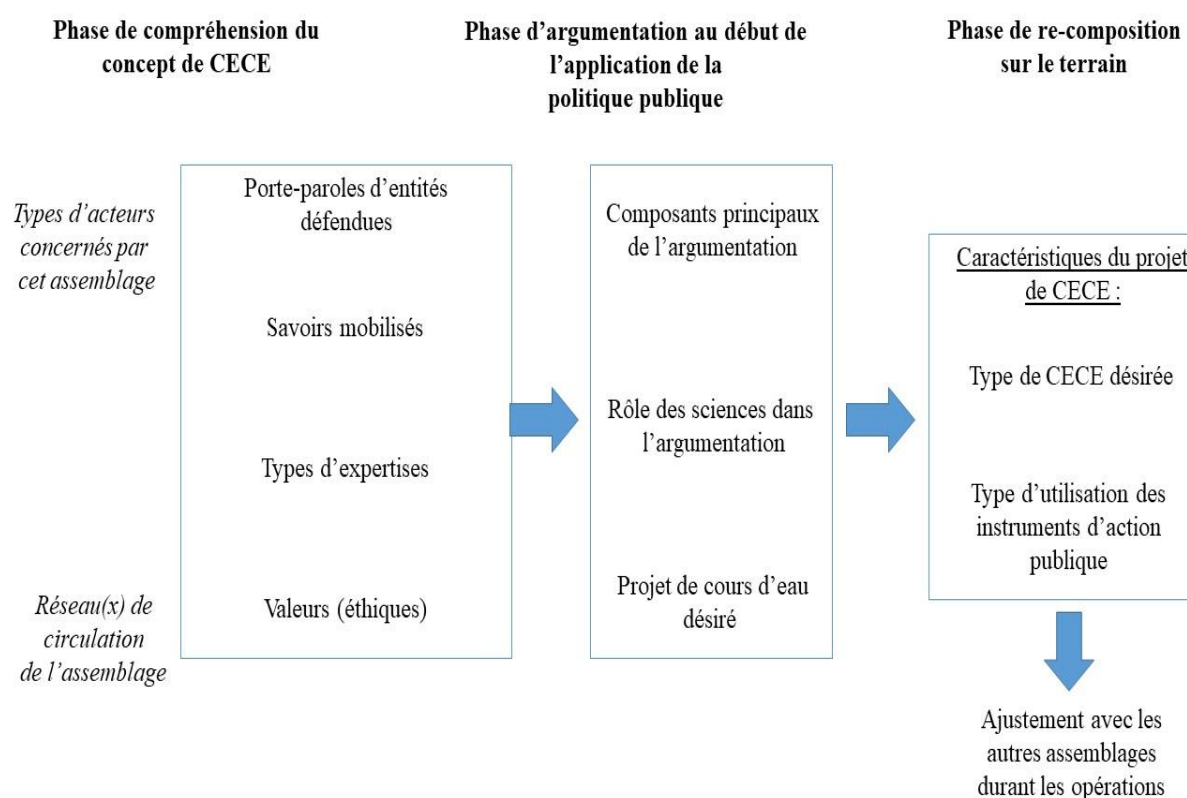 Phase de compréhension du
concept de CECE
Phase d’argumentation au début de
l’application de la
politique publique
Phase de re-composition
sur le terrain
Types d’acteurs
concernés par
cet assemblage
Réseau(x) de
circulation
de l’assemblage
Porte-paroles d’entités
défendues
Savoirs mobilisés
Types d’expertises
Valeurs (éthiques)
Composants principaux
de l’argumentation
Rôle des sciences dans
l’argumentation
Projet de cours d’eau
désiré
Caractéristiques du projet
de CECE :
Type de CECE désirée
Type d’utilisation des
instruments d’action
publique
Ajustement avec les
autres assemblages
durant les opérations